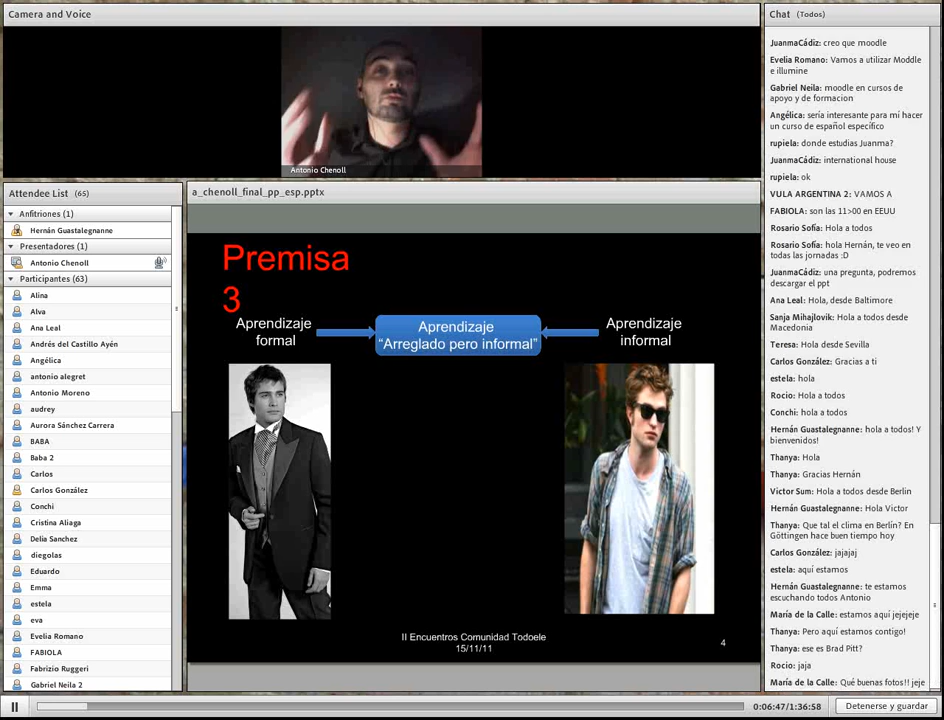 Camera and Voice
Antonio Chenoll
Attendee List (65)
Anfitriones (1)
Hernán Guastalegnanne
Presentadores (1)
Antonio Chenoll
Participantes (63)
Alina
Alva
Ana Leal
Andrés del Castillo Ayén
Angélica
antonio alegret
Antonio Moreno
audrey
Aurora Sánchez Carrera
BABA
Baba 2
Carlos
Carlos González
Conchi
Cristina Aliaga
Delia Sanchez
diegolas
Eduardo
Emma
estela
eva
Evelia Romano
FABIOLA
Fabrizio Ruggeri
Gabriel Neila 2
a_chenoll_final_pp_esp.pptx
Premisa
3
Aprendizaje
formal
Aprendizaje
"Arreglado pero informal"
Aprendizaje
informal
II Encuentros Comunidad Todoele
15/11/11
4
Chat (Todos)
JuanmaCádiz: creo que moodle
Evelia Romano: Vamos a utilizar Moddle
e illumine
Gabriel Neila: moodle en cursos de
apoyo y de formacion
Angélica: sería interesante para mí hacer
un curso de español específico
rupiela: donde estudias Juanma?
JuanmaCádiz: international house
rupiela: ok
VULA ARGENTINA 2: VAMOS A
FABIOLA: son las 11>00 en EEUU
Rosario Sofía: Hola a todos
Rosario Sofía: hola Hernán, te veo en
todas las jornadas :D
JuanmaCádiz: una pregunta, podremos
descargar el ppt
Ana Leal: Hola, desde Baltimore
Sanja Mihajlovik: Hola a todos desde
Macedonia
Teresa: Hola desde Sevilla
Carlos González: Gracias a ti
estela: hola
Rocio: Hola a todos
Conchi: hola a todos
Hernán Guastalegnanne: hola a todos! Y
bienvenidos!
Thanya: Hola
Thanya: Gracias Hernán
Victor Sum: Hola a todos desde Berlín
Hernán Guastalegnanne: Hola Victor
Thanya: Que tal el clima en Berlín? En
Göttingen hace buen tiempo hoy
Carlos González: jajajaj
estela: aquí estamos
Hernán Guastalegnanne: te estamos
escuchando todos Antonio
María de la Calle: estamos aquí jejejeje
Thanya: Pero aquí estamos contigo!
Thanya: ese es Brad Pitt?
Rocio: jaja
María de la Calle: Qué buenas fotos!! jeje
0:06:47/1:36:58
Detenerse y guardar